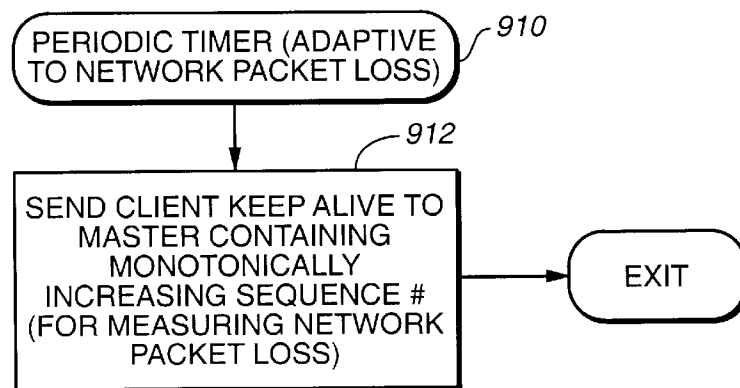 PERIODIC TIMER (ADAPTIVE
TO NETWORK PACKET LOSS)
910
912
SEND CLIENT KEEP ALIVE TO
MASTER CONTAINING
MONOTONICALLY
INCREASING SEQUENCE #
(FOR MEASURING NETWORK
PACKET LOSS)
EXIT